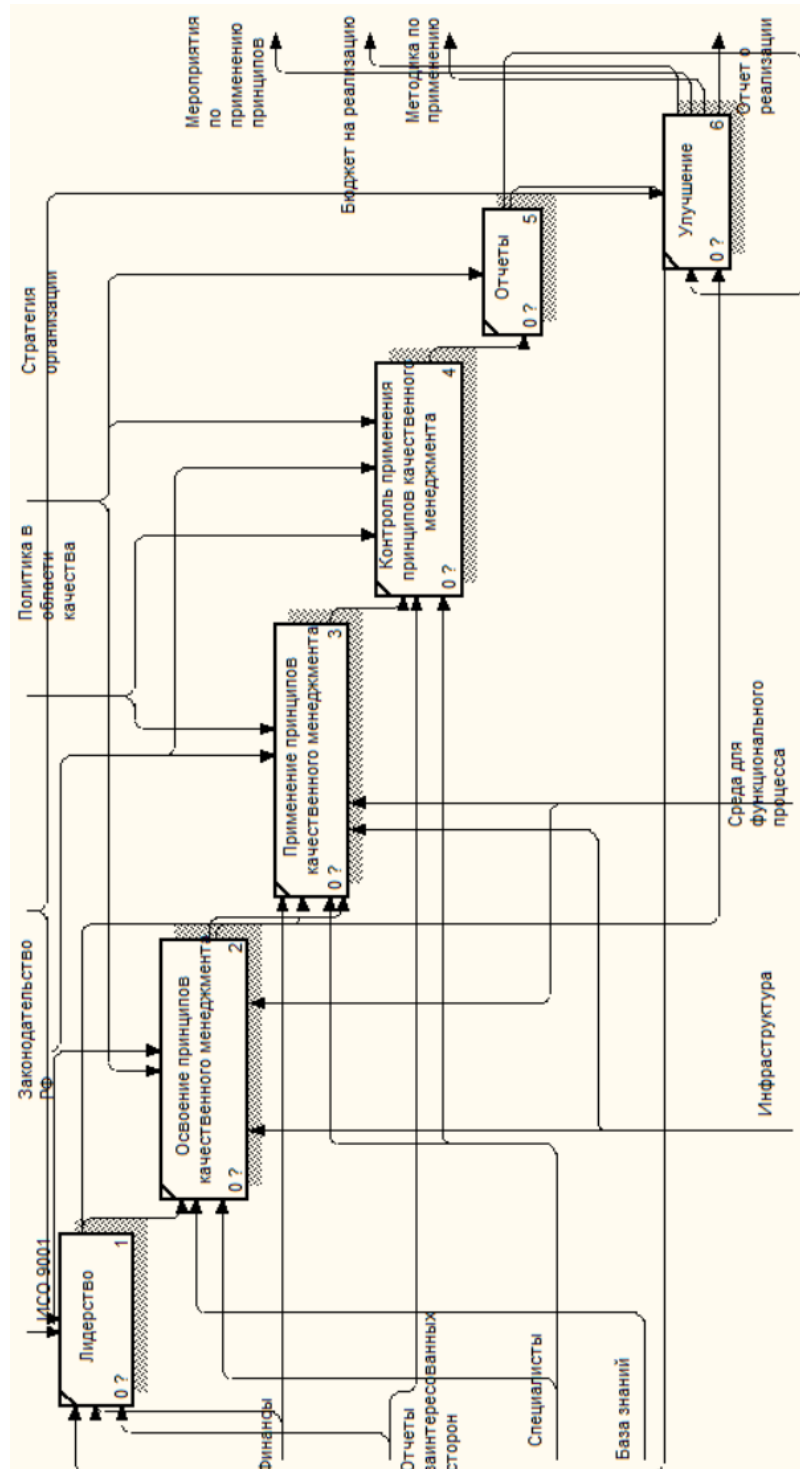 ИСО 9001
Законодательство
РФ
Политика в
области
качества
Стратегия
организации
Финансы
Отчеты
заинтересованных
сторон
Специалисты
База знаний
Лидерство
0 ?
1
Освоение принципов
качественного менеджмента
0 ?
2
Применение принципов
качественного менеджмента
0 ?
3
Контроль применения
принципов качественного
менеджмента
0 ?
4
Отчеты
0 ?
5
Улучшение
0 ?
6
Мероприятия
по
применению
принципов
Бюджет на реализацию
Методика по
применению
Отчет о
реализации
Инфраструктура
Среда для
функционального
процесса